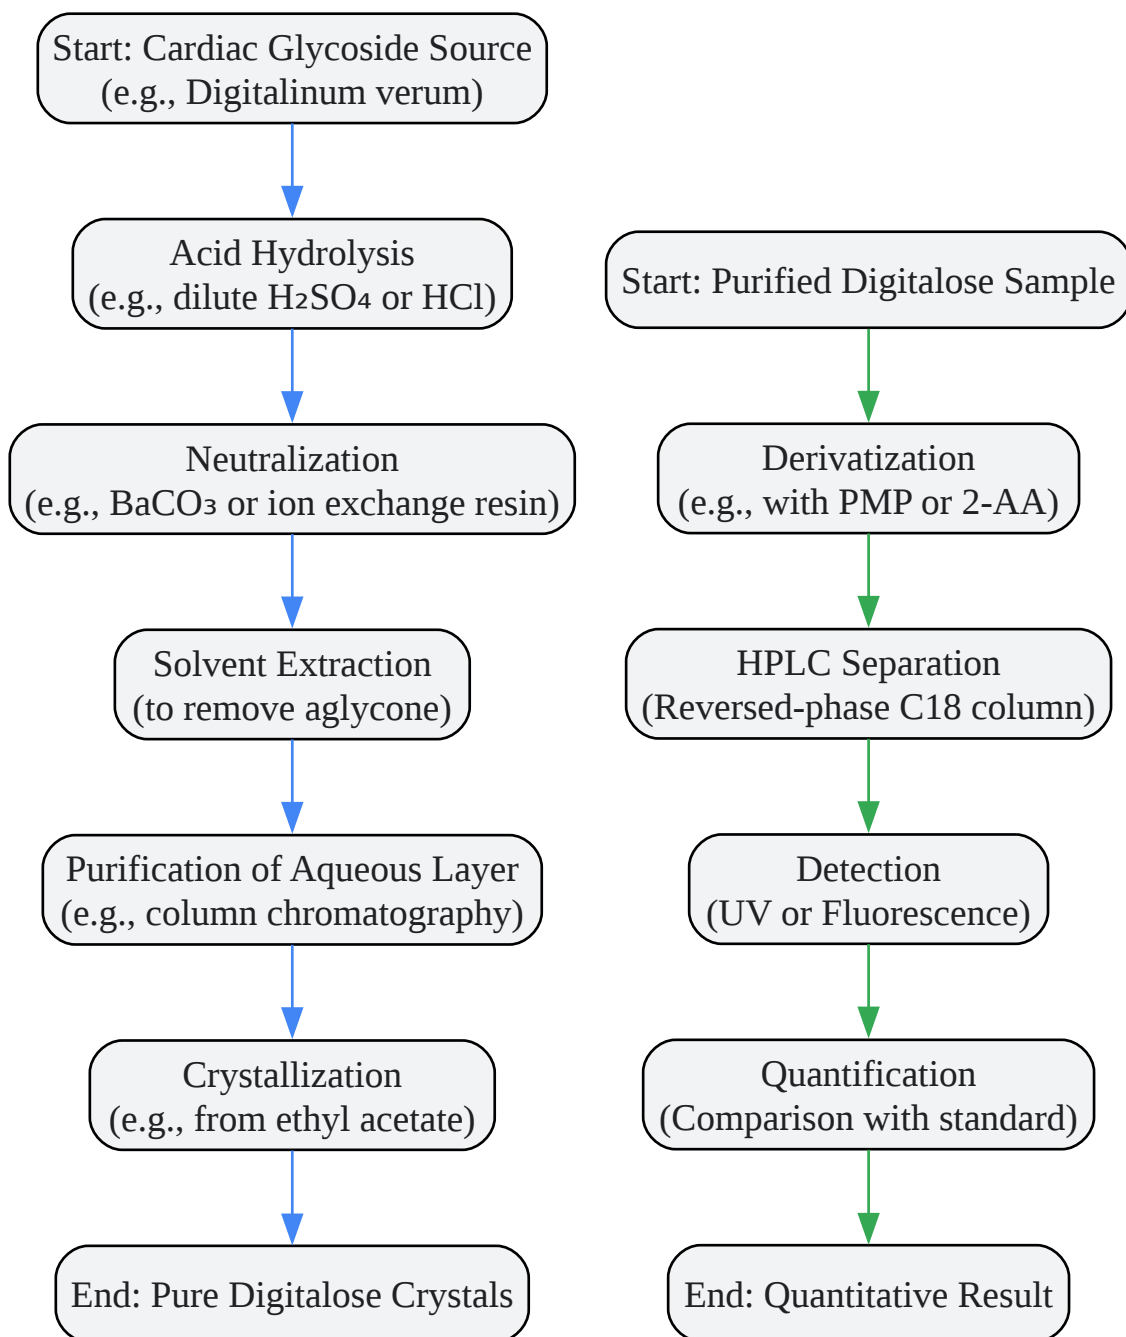 Start: Cardiac Glycoside Source
(e.g., Digitalinum verum)
Acid Hydrolysis
(e.g., dilute H₂SO₄ or HCl)
Neutralization
(e.g., BaCO₃ or ion exchange resin)
Solvent Extraction
(to remove aglycone)
Purification of Aqueous Layer
(e.g., column chromatography)
Crystallization
(e.g., from ethyl acetate)
End: Pure Digitalose Crystals
Start: Purified Digitalose Sample
Derivatization
(e.g., with PMP or 2-AA)
HPLC Separation
(Reversed-phase C18 column)
Detection
(UV or Fluorescence)
Quantification
(Comparison with standard)
End: Quantitative Result